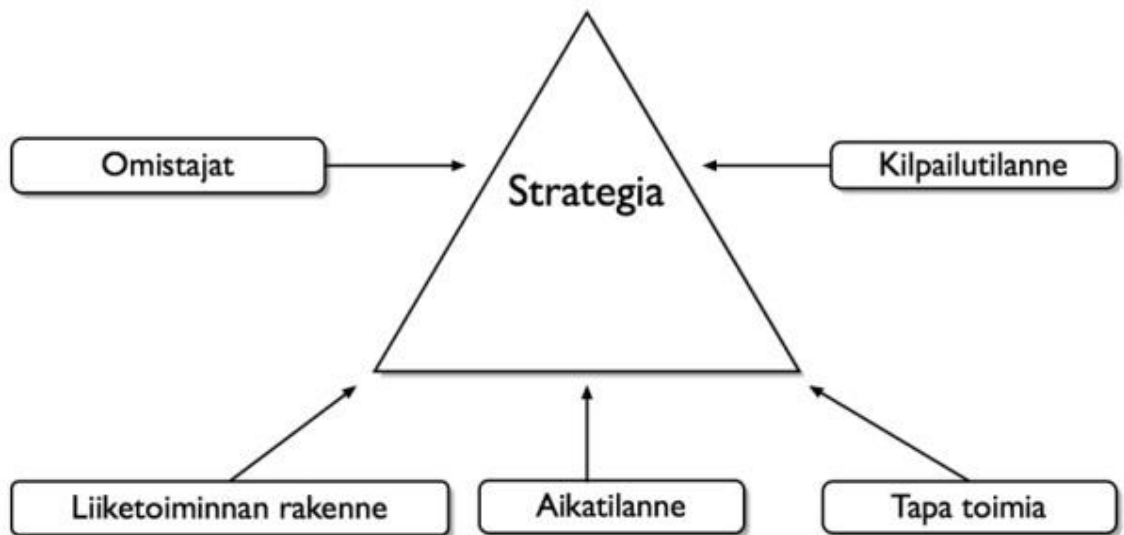 Omistajat
Kilpailutilanne
Strategia
Liiketoiminnan rakenne
Aikatilanne
Tapa toimia